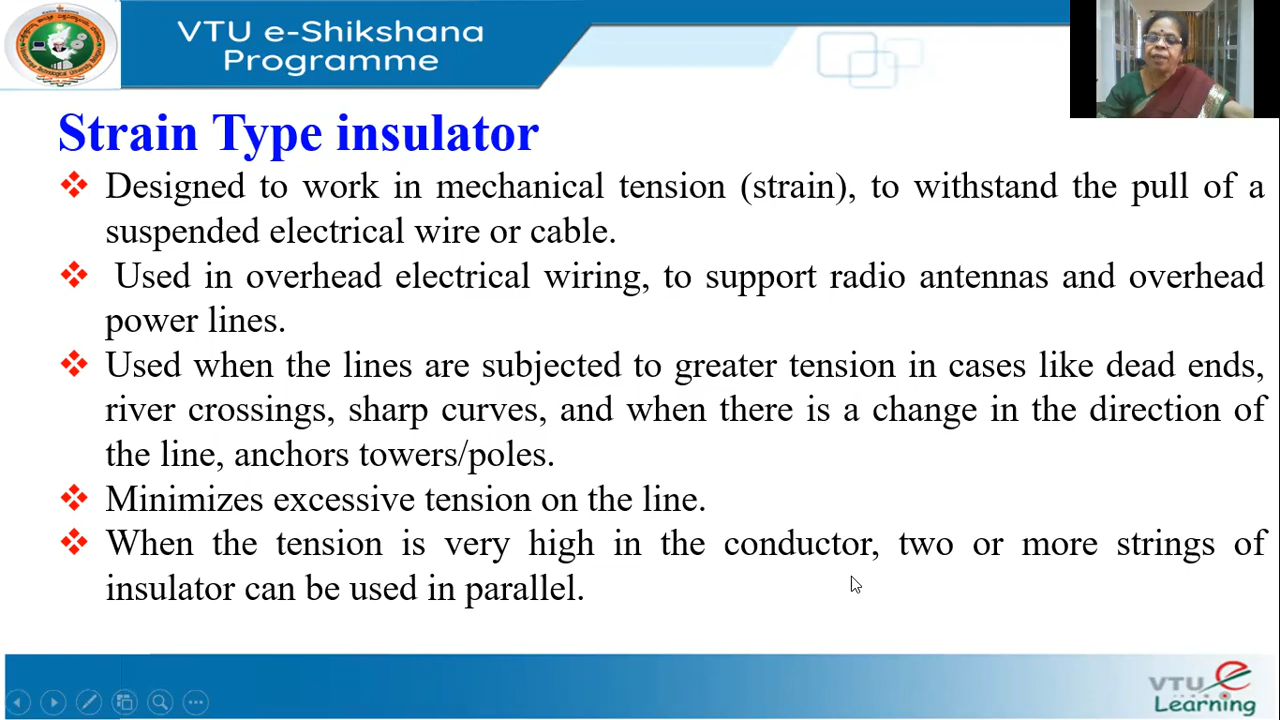 VTU e-Shikshana
Programme
Strain Type insulator
Designed to work in mechanical tension (strain), to withstand the pull of a
suspended electrical wire or cable.
Used in overhead electrical wiring, to support radio antennas and overhead
power lines.
Used when the lines are subjected to greater tension in cases like dead ends,
river crossings, sharp curves, and when there is a change in the direction of
the line, anchors towers/poles.
Minimizes excessive tension on the line.
When the tension is very high in the conductor, two or more strings of
insulator can be used in parallel.
VTU e
Learning